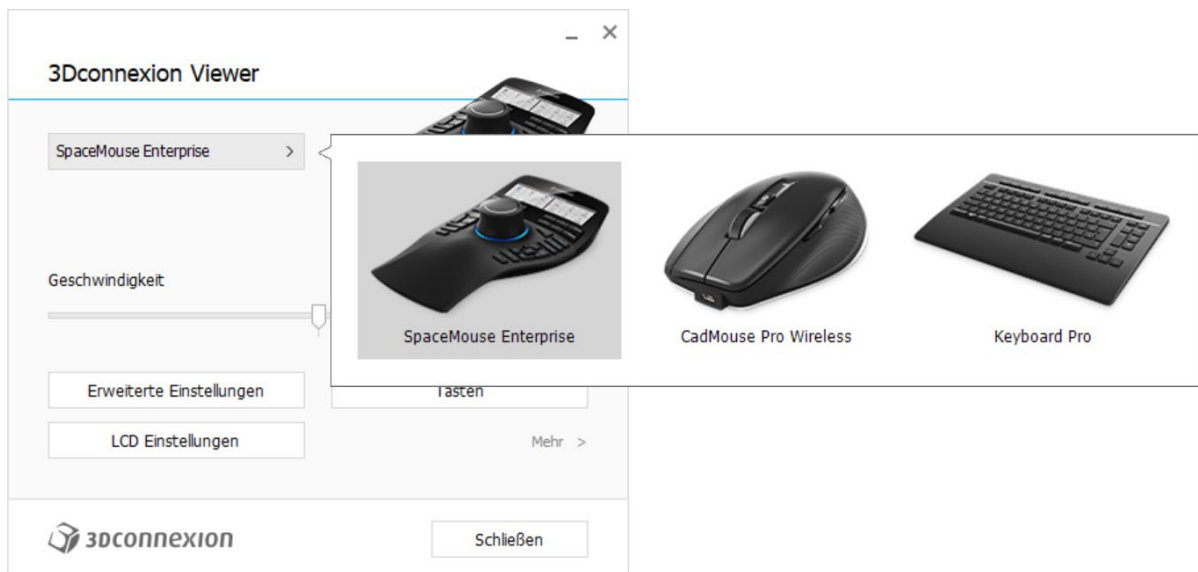 3Dconnexion Viewer
SpaceMouse Enterprise
SpaceMouse Enterprise
CadMouse Pro Wireless
Keyboard Pro
Geschwindigkeit
Erweiterte Einstellungen
Tasten
LCD Einstellungen
Mehr >
3Dconnexion
Schließen